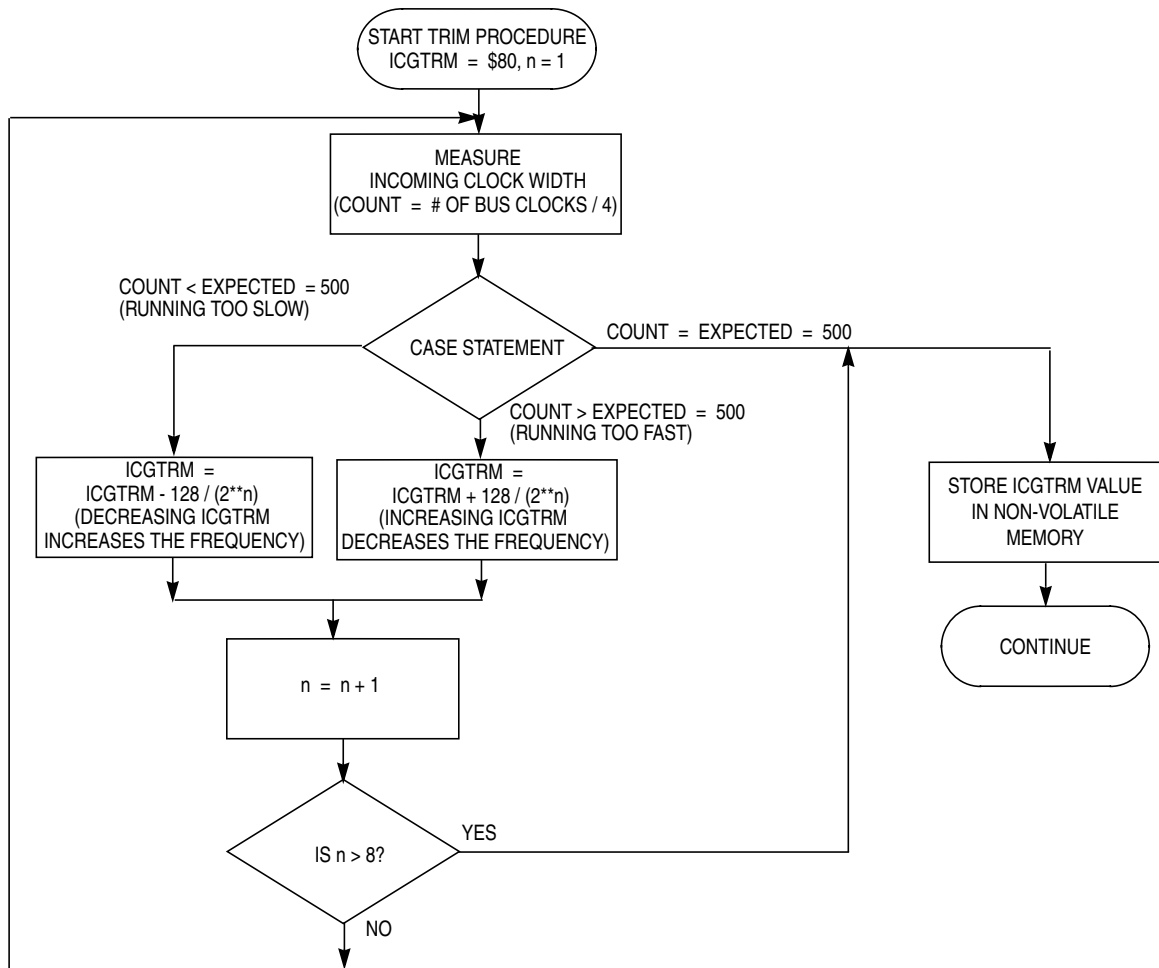 START TRIM PROCEDURE
ICGTRM = $80, n = 1
MEASURE
INCOMING CLOCK WIDTH
(COUNT = # OF BUS CLOCKS / 4)
COUNT < EXPECTED = 500
(RUNNING TOO SLOW)
CASE STATEMENT
COUNT = EXPECTED = 500
COUNT > EXPECTED = 500
(RUNNING TOO FAST)
ICGTRM =
ICGTRM - 128 / (2**n)
(DECREASING ICGTRM
INCREASES THE FREQUENCY)
ICGTRM =
ICGTRM + 128 / (2**n)
(INCREASING ICGTRM
DECREASES THE FREQUENCY)
STORE ICGTRM VALUE
IN NON-VOLATILE
MEMORY
CONTINUE
n = n + 1
IS n > 8?
YES
NO